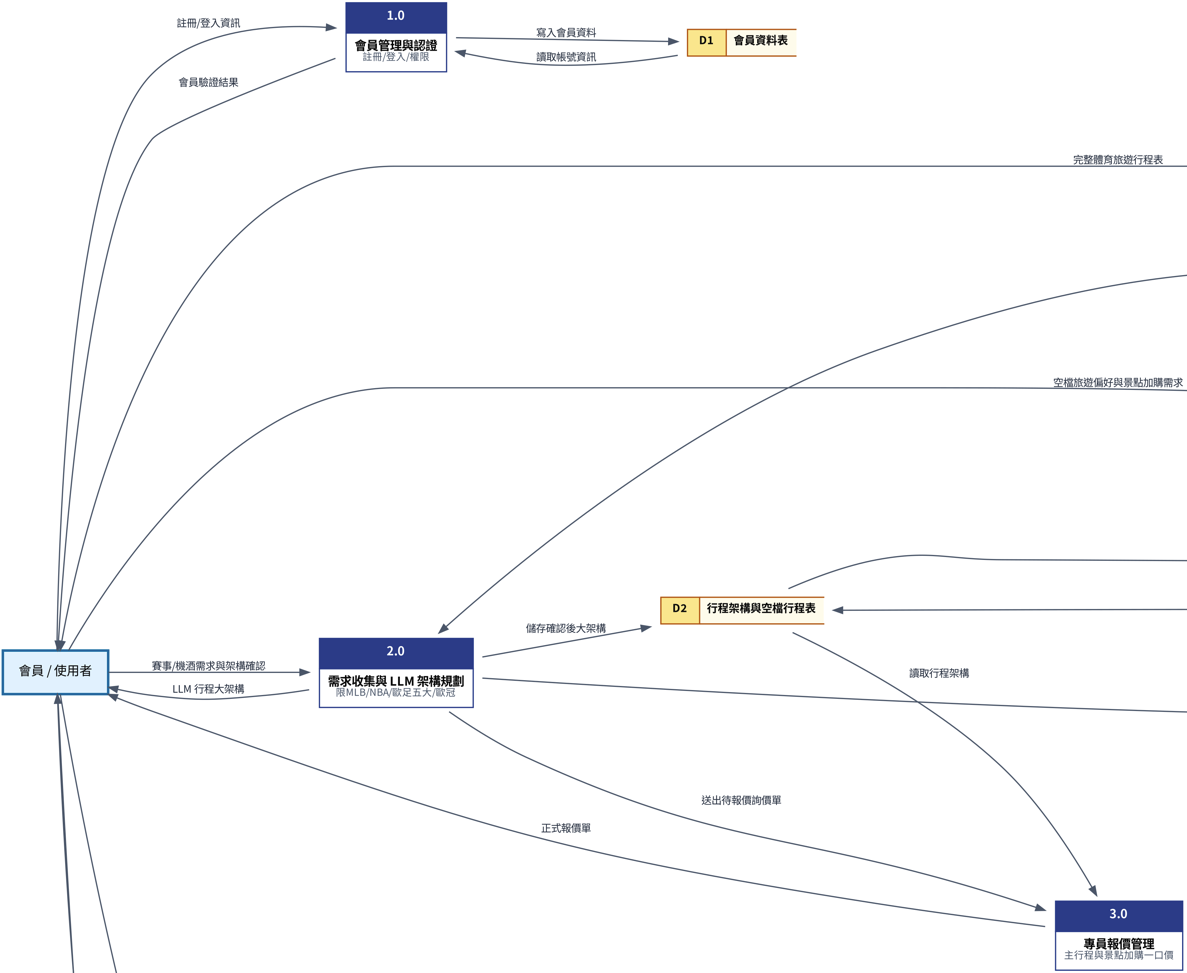 1.0
註冊/登入資訊
寫入會員資料
D1
會員資料表
會員管理與認證
註冊/登入/權限
讀取帳號資訊
會員驗證結果
完整體育旅遊行程表
空檔旅遊偏好與景點加購需求
D2
行程架構與空檔行程表
儲存確認後大架構
2.0
會員 / 使用者
賽事/機酒需求與架構確認
讀取行程架構
需求收集與 LLM 架構規劃
限MLB/NBA/歐足五大/歐冠
LLM 行程大架構
送出待報價詢價單
正式報價單
3.0
專員報價管理
主行程與景點加購一口價